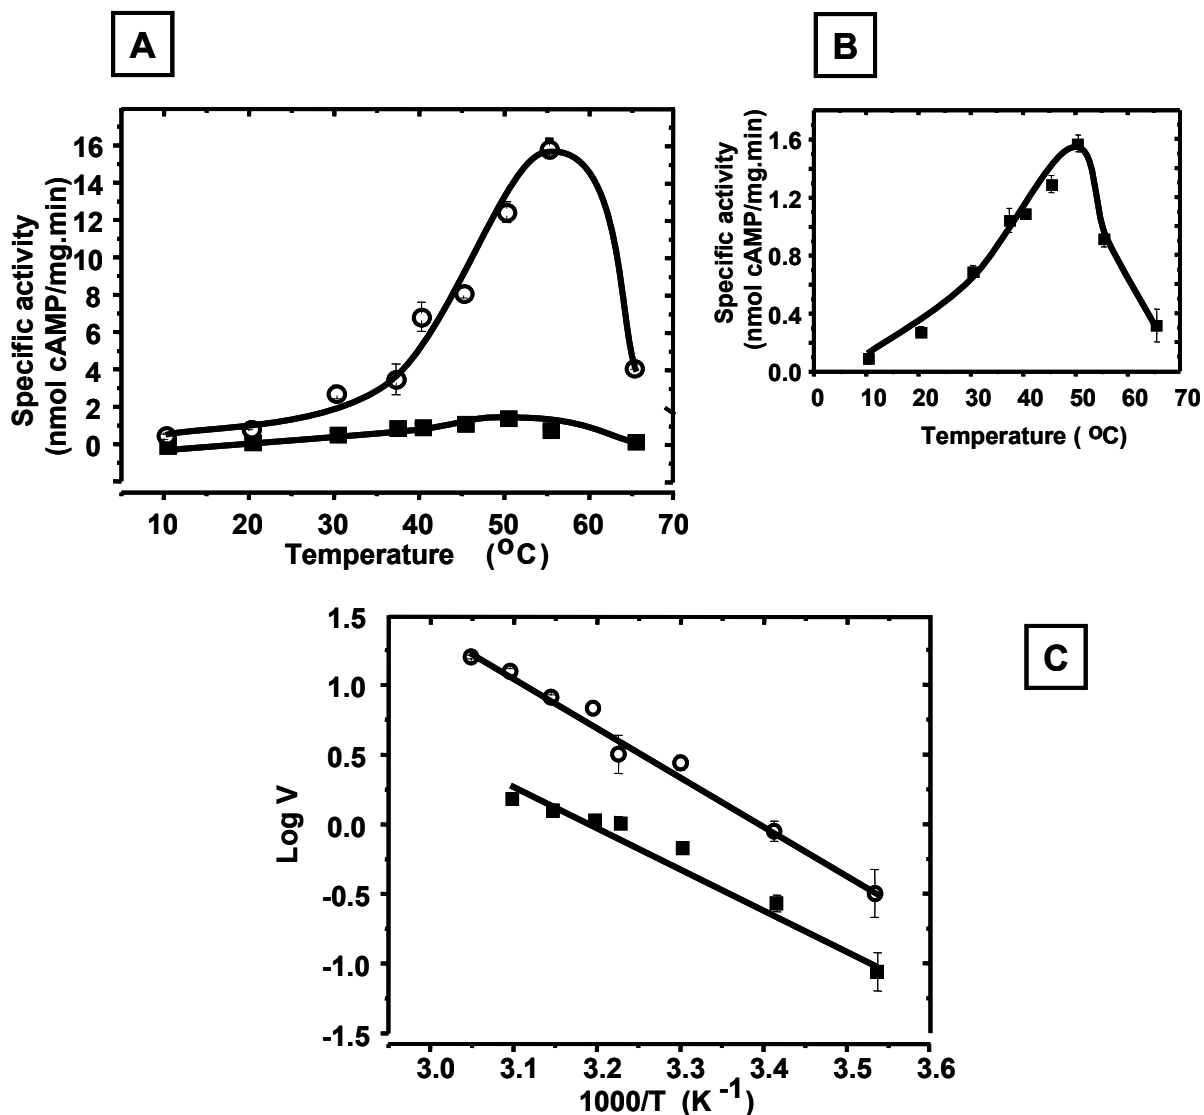 A
Specific activity
(nmol cAMP/mg.min)
16
14
12
10
8
6
4
2
0
10 20 30 40 50 60 70
Temperature (°C)
B
Specific activity
(nmol cAMP/mg.min)
1.6
1.2
0.8
0.4
0.0
0 10 20 30 40 50 60 70
Temperature ( °C)
C
Log V
1.5
1.0
0.5
0.0
-0.5
-1.0
-1.5
3.0 3.1 3.2 3.3 3.4 3.5 3.6
1000/T (K⁻¹)